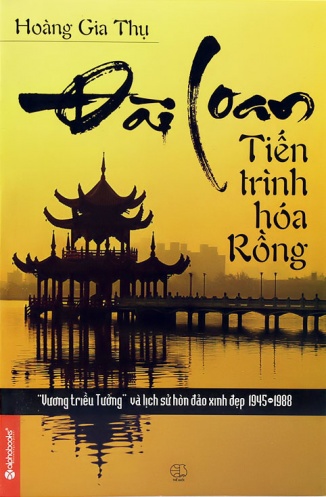 Hoàng Gia Thụ
Đài Loan
Tiến
trình
hóa
Rồng
"Vương triều Tưởng" và lịch sử hòn đảo xinh đẹp 1945-1988
alphabooks